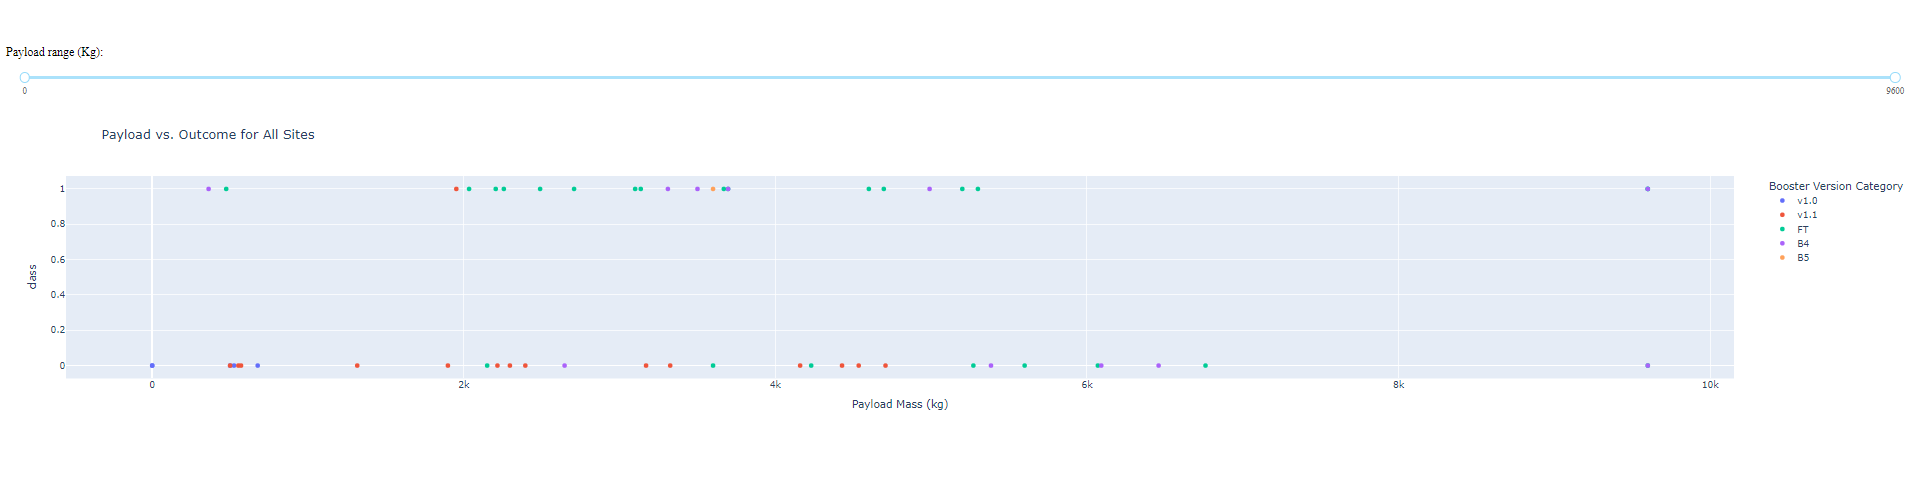 Payload range (Kg):
0 9600
Payload vs. Outcome for All Sites
Booster Version Category
v1.0
v1.1
FT
B4
B5
1
0.8
0.6
0.4
0.2
0
class
0 2k 4k 6k 8k 10k
Payload Mass (kg)